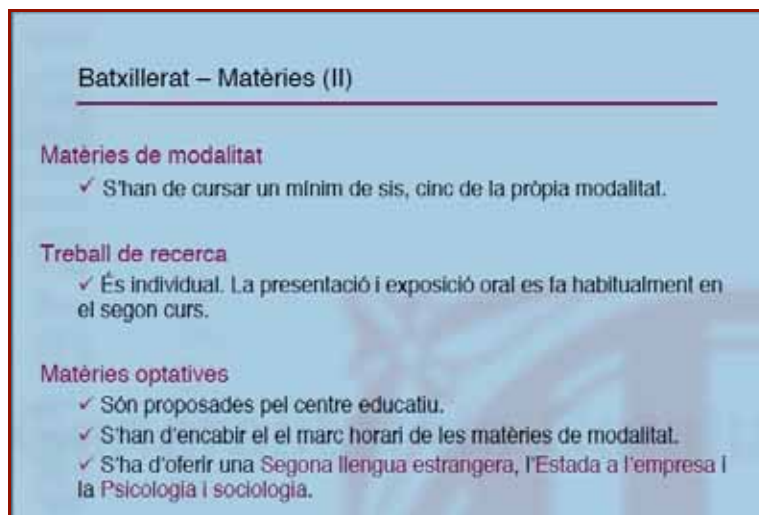 Batxillerat – Matèries (II)
Matèries de modalitat
✓ S'han de cursar un mínim de sis, cinc de la pròpia modalitat.
Treball de recerca
✓ És individual. La presentació i exposició oral es fa habitualment en
el segon curs.
Matèries optatives
✓ Són proposades pel centre educatiu.
✓ S'han d'encabir el el marc horari de les matèries de modalitat.
✓ S'ha d'oferir una Segona llengua estrangera, l'Estada a l'empresa i
la Psicologia i sociologia.